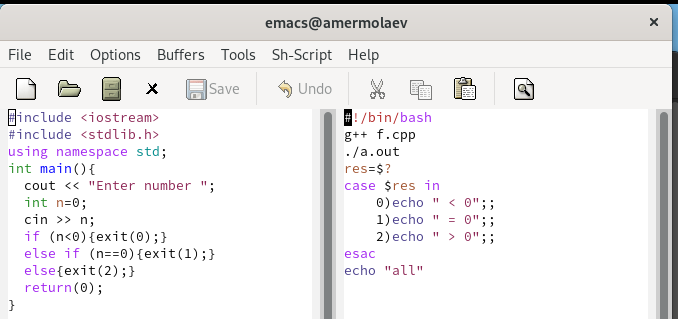 emacs@amermolaev
File Edit Options Buffers Tools Sh-Script Help
Save Undo
#include <iostream>
#include <stdlib.h>
using namespace std;
int main(){
  cout << "Enter number ";
  int n=0;
  cin >> n;
  if (n<0){exit(0);}
  else if (n==0){exit(1);}
  else{exit(2);}
  return(0);
}
#!/bin/bash
g++ f.cpp
./a.out
res=$?
case $res in
    0)echo " < 0";;
    1)echo " = 0";;
    2)echo " > 0";;
esac
echo "all"